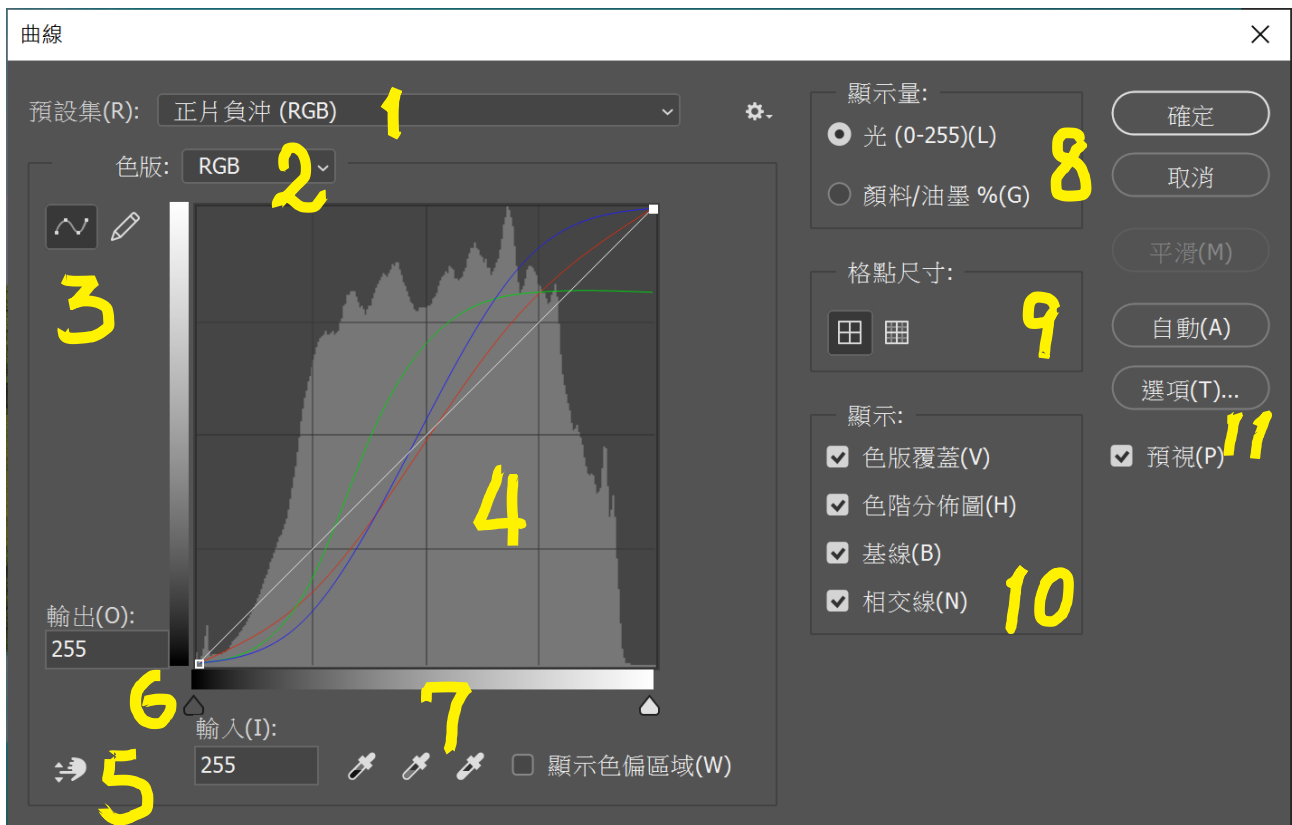 曲線
預設集(R): 正片負沖 (RGB) 1
色版: RGB 2
3
4
輸出(O):
255
6
7
輸入(I):
255
5
顯示色偏區域(W)
顯示量:
光 (0-255)(L)
顏料/油墨 %(G)
8
格點尺寸:
9
顯示:
色版覆蓋(V)
色階分佈圖(H)
基線(B)
相交線(N)
10
確定
取消
平滑(M)
自動(A)
選項(T)...
預視(P)
11